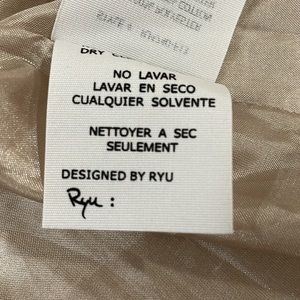 DRY
NO LAVAR
LAVAR EN SECO
CUALQUIER SOLVENTE
NETTOYER A SEC
SEULEMENT
DESIGNED BY RYU
Ryu :